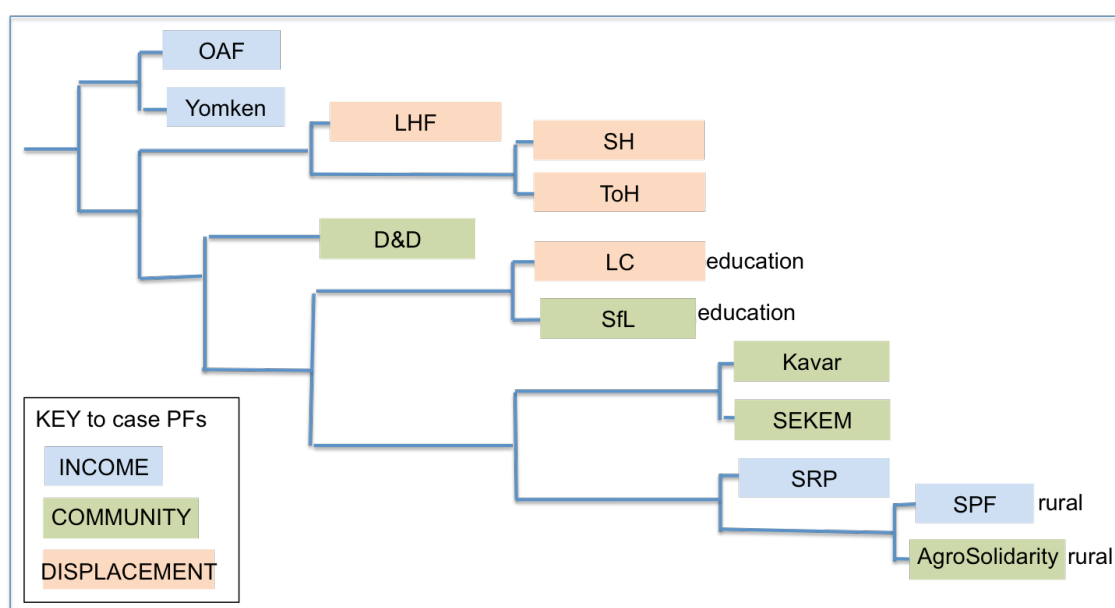 OAF
Yomken
LHF
SH
ToH
D&D
LC education
SfL education
Kavar
SEKEM
SRP
SPF rural
AgroSolidarity rural
KEY to case PFs
INCOME
COMMUNITY
DISPLACEMENT